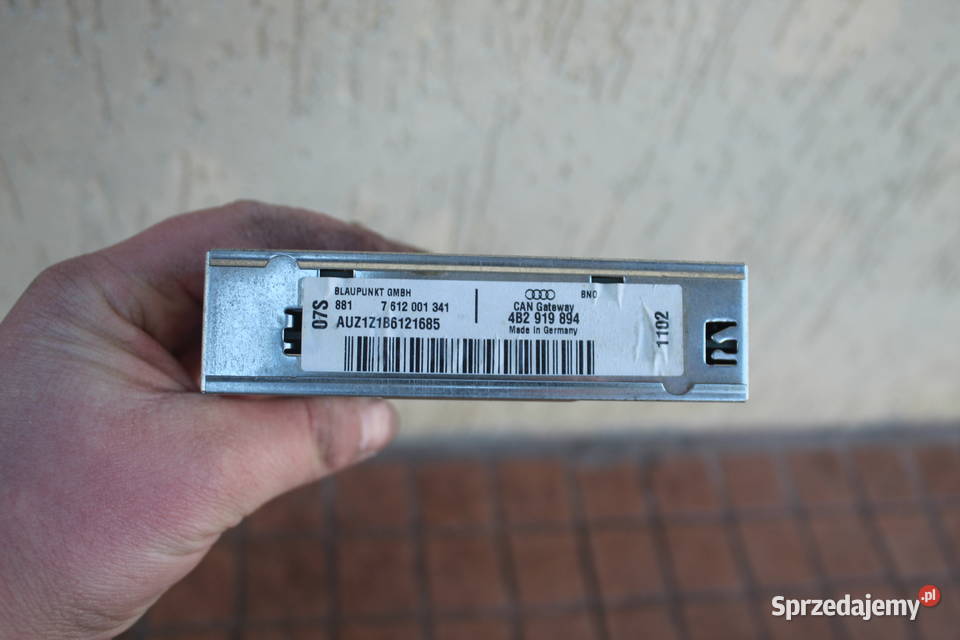 07S
BLAUPUNKT GMBH
881 7 612 001 341
AUZ1Z1B6121685
BNO
CAN Gateway
4B2 919 894
Made in Germany
1102
Sprzedajemy.pl